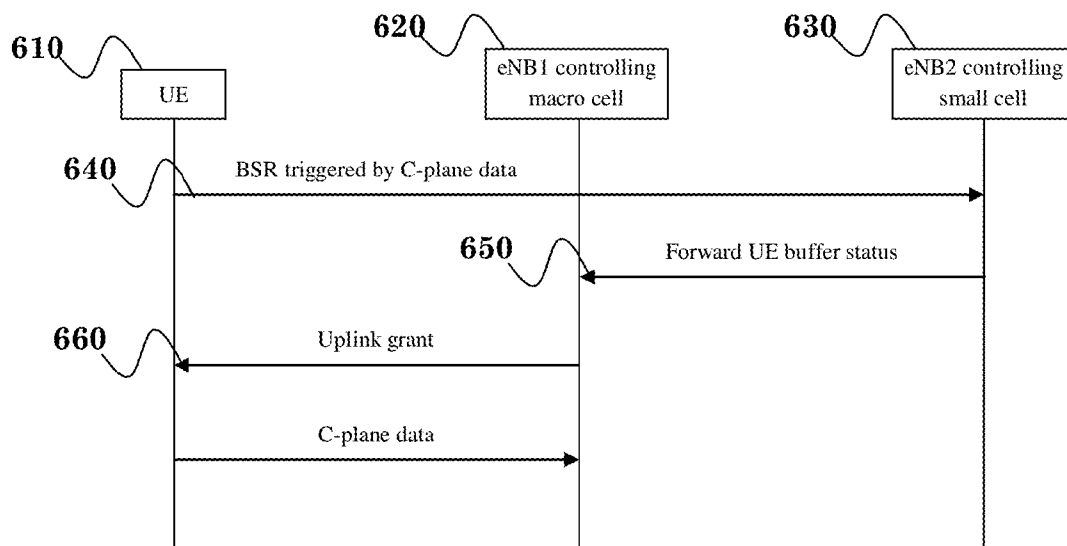 610
620
630
UE
eNB1 controlling
macro cell
eNB2 controlling
small cell
640
BSR triggered by C-plane data
650
Forward UE buffer status
660
Uplink grant
C-plane data